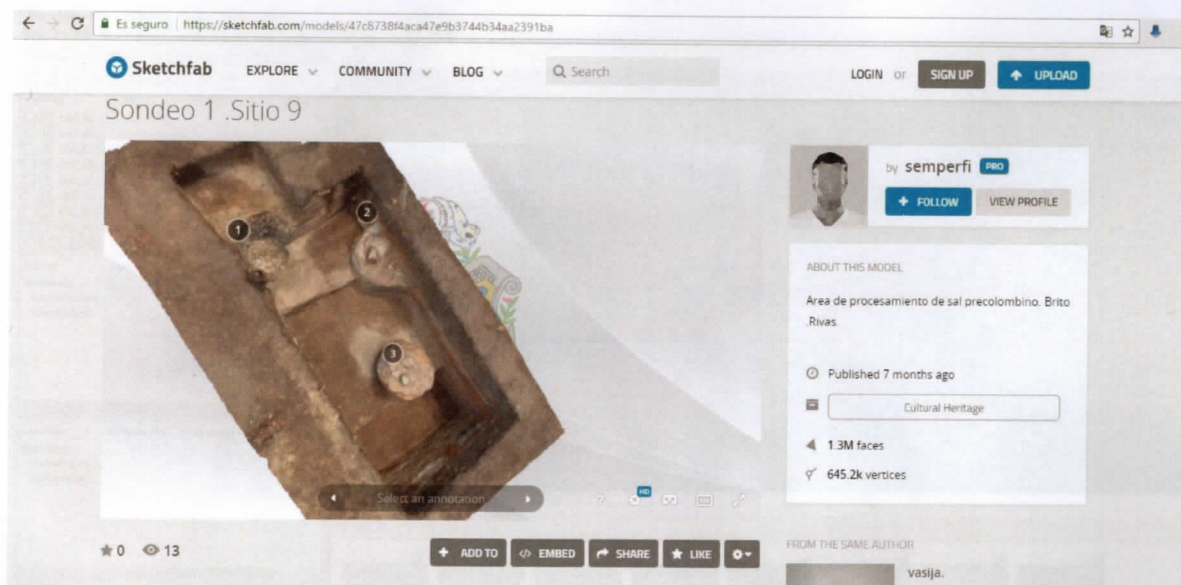 Es seguro | https://sketchfab.com/models/47c8738f4aca47e9b3744b34aa2391ba
Sketchfab EXPLORE COMMUNITY BLOG Search LOGIN or SIGN UP UPLOAD
Sondeo 1 .Sitio 9
1
2
3
Select an annotation
? HD
0 13
+ ADD TO </> EMBED SHARE LIKE
by semperfi PRO
+ FOLLOW VIEW PROFILE
ABOUT THIS MODEL
Area de procesamiento de sal precolombino. Brito
.Rivas
Published 7 months ago
Cultural Heritage
1.3M faces
645.2k vertices
FROM THE SAME AUTHOR
vasija.